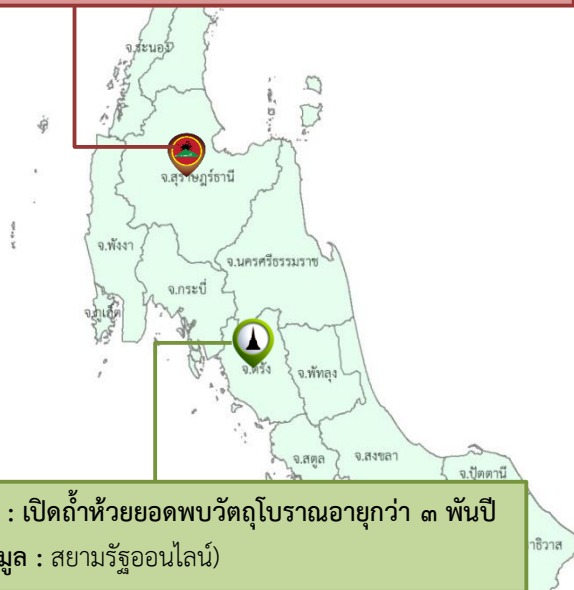 จ.ระนอง
จ.สุราษฎร์ธานี
จ.พังงา
จ.นครศรีธรรมราช
จ.กระบี่
จ.ภูเก็ต
จ.ตรัง
จ.พัทลุง
จ.สตูล
จ.สงขลา
จ.ปัตตานี
: เปิดถ้ำห้วยยอดพบวัตถุโบราณอายุกว่า ๓ พันปี
มูล : สยามรัฐออนไลน์)
าธิวาส